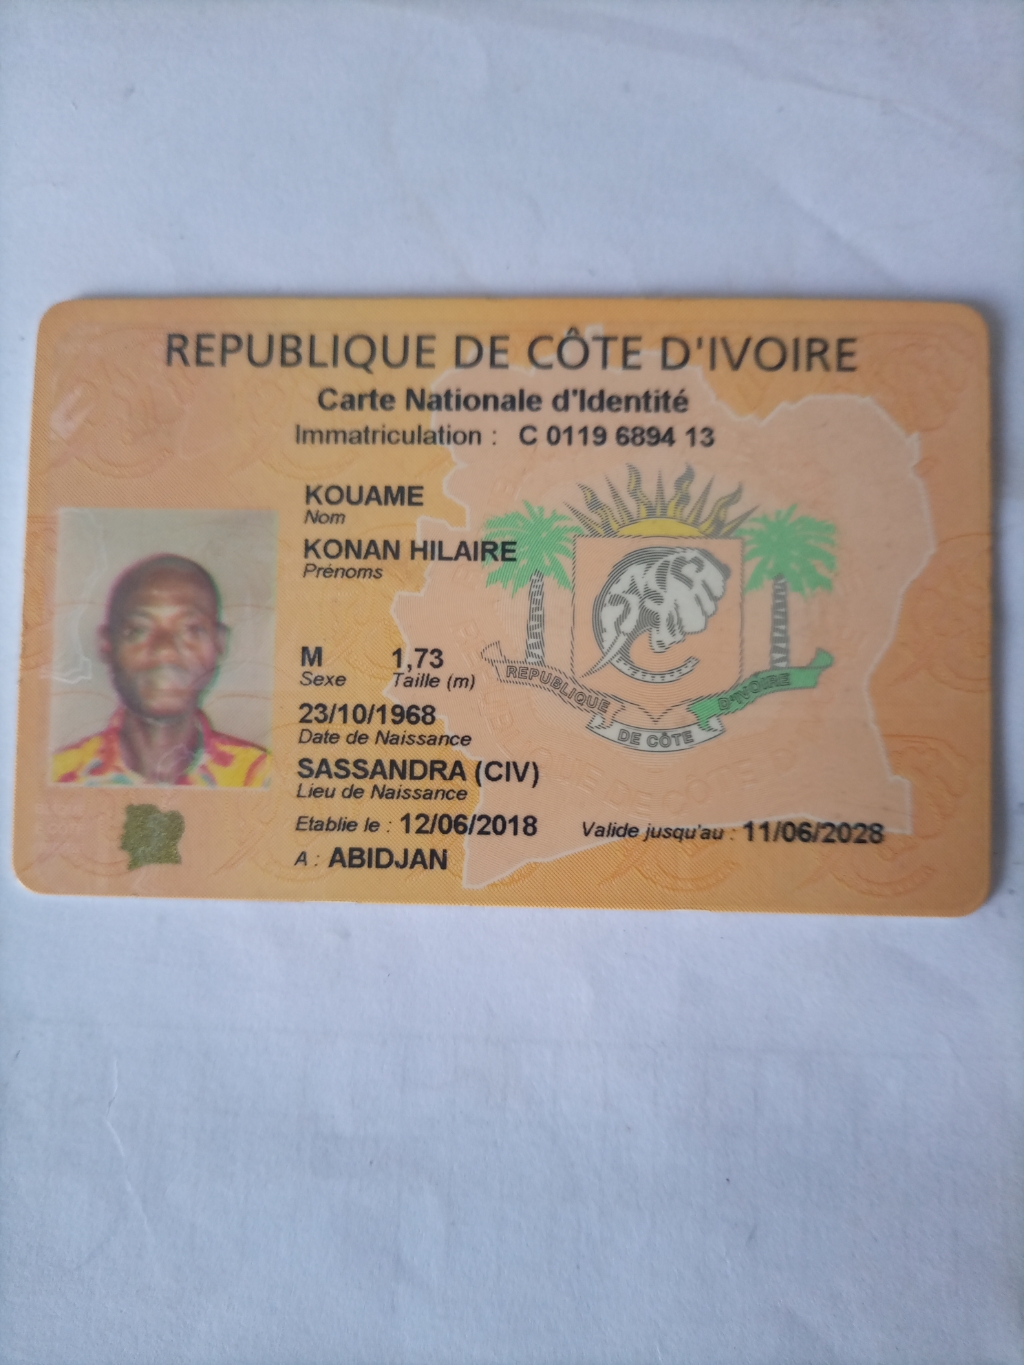 REPUBLIQUE DE CÔTE D'IVOIRE
Carte Nationale d'Identité
Immatriculation : C 0119 6894 13
KOUAME
Nom
KONAN HILAIRE
Prénoms
M 1,73
Sexe Taille (m)
23/10/1968
Date de Naissance
SASSANDRA (CIV)
Lieu de Naissance
Etablie le : 12/06/2018 Valide jusqu'au : 11/06/2028
A : ABIDJAN
REPUBLIQUE
DE CÔTE
D'IVOIRE